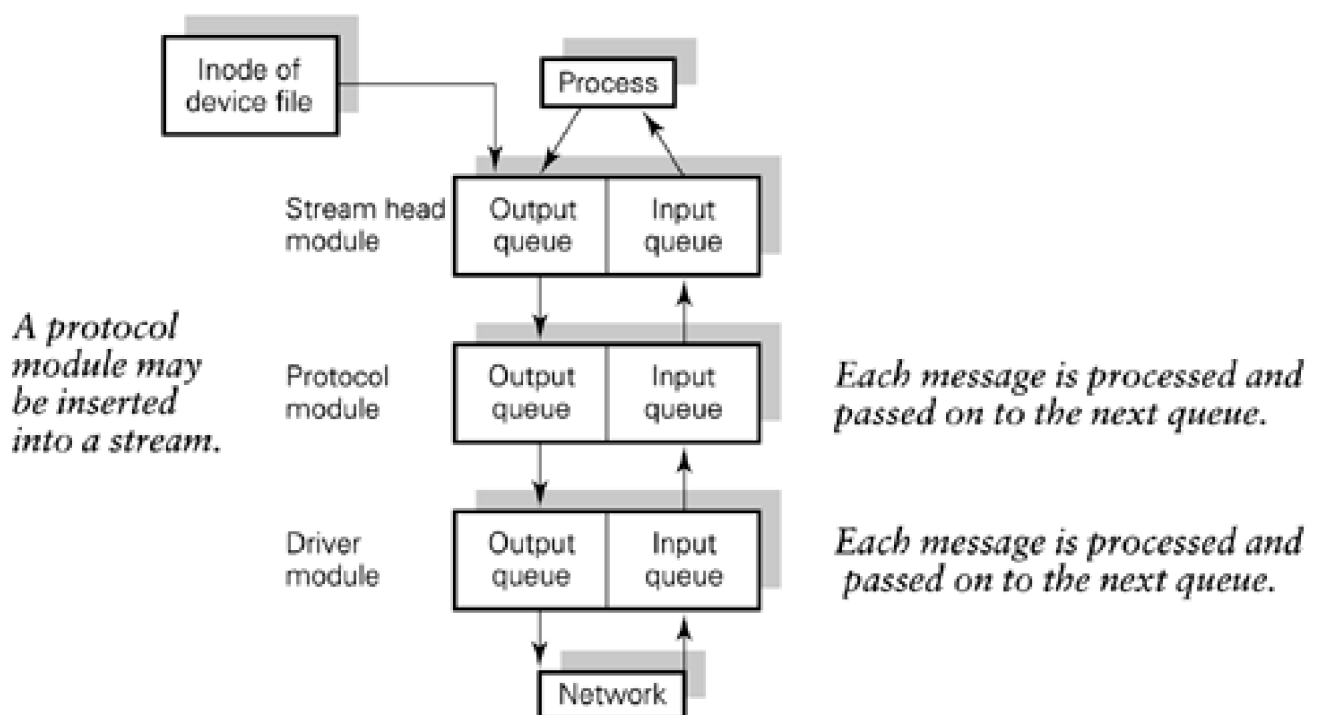 Inode of
device file
Process
Stream head
module
Output
queue
Input
queue
A protocol
module may
be inserted
into a stream.
Protocol
module
Output
queue
Input
queue
Each message is processed and
passed on to the next queue.
Driver
module
Output
queue
Input
queue
Each message is processed and
passed on to the next queue.
Network